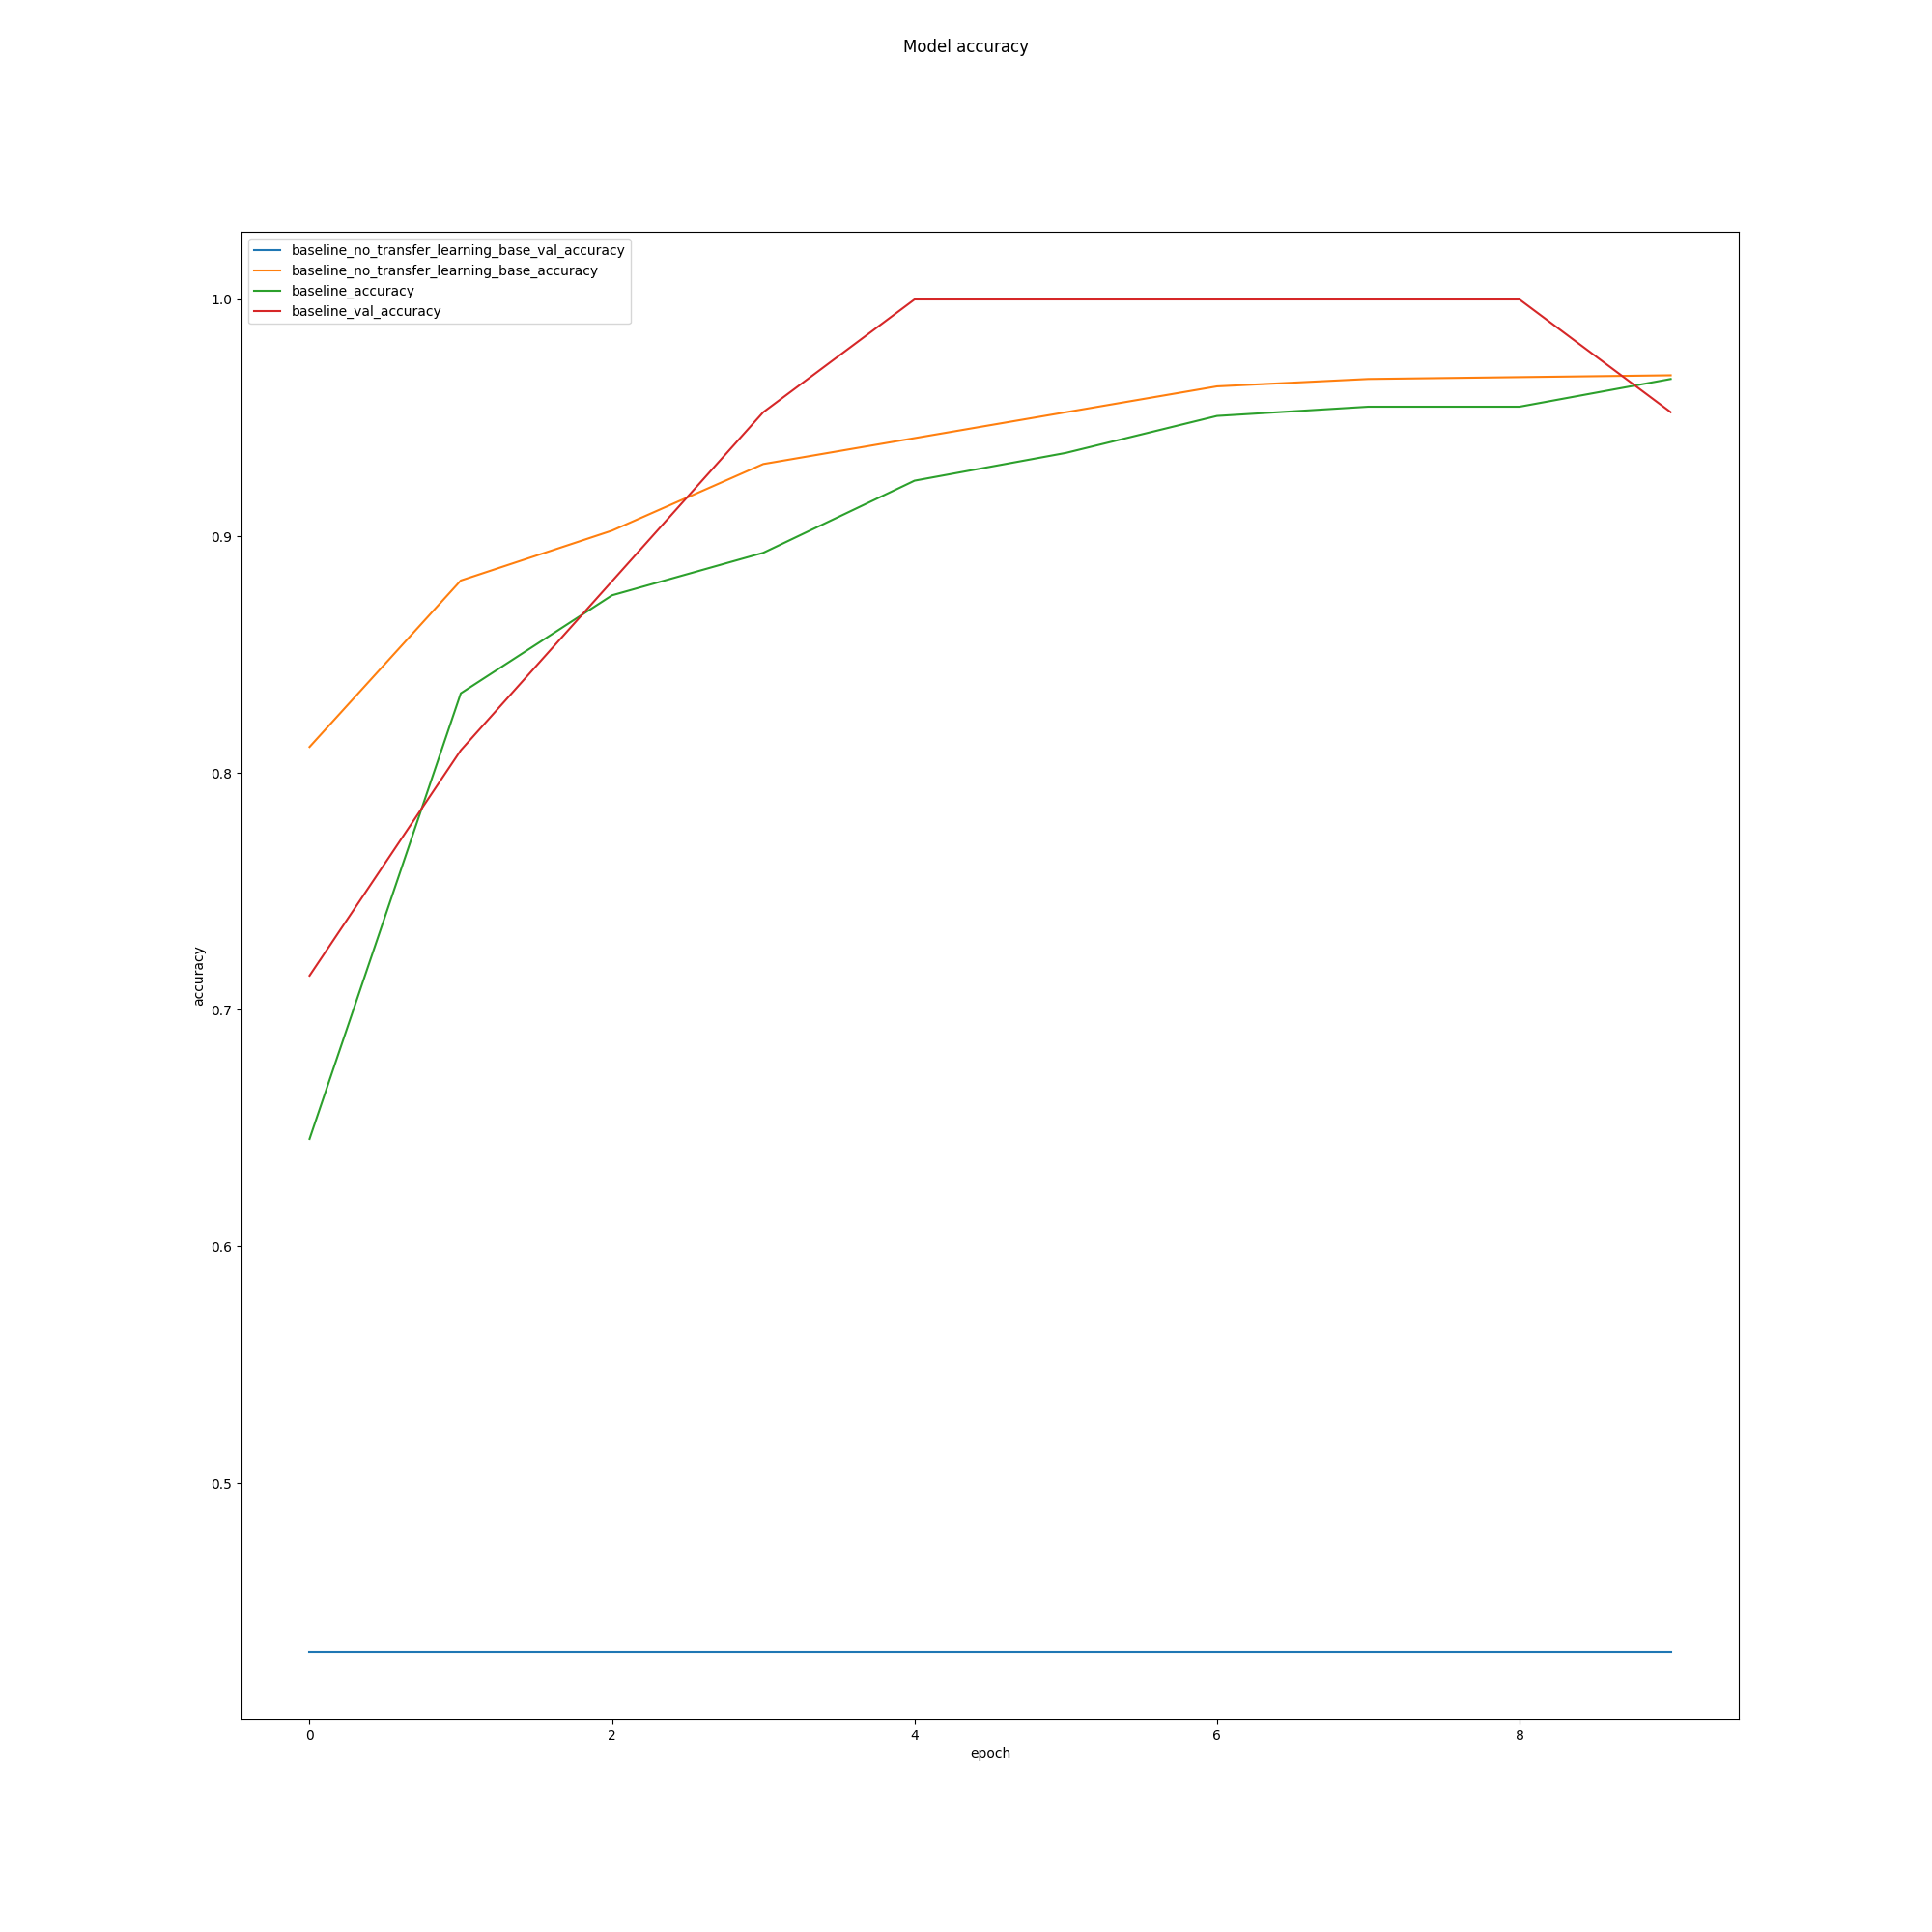 Model accuracy
baseline_no_transfer_learning_base_val_accuracy
baseline_no_transfer_learning_base_accuracy
baseline_accuracy
baseline_val_accuracy
1.0
0.9
0.8
0.7
0.6
0.5
accuracy
0 2 4 6 8
epoch